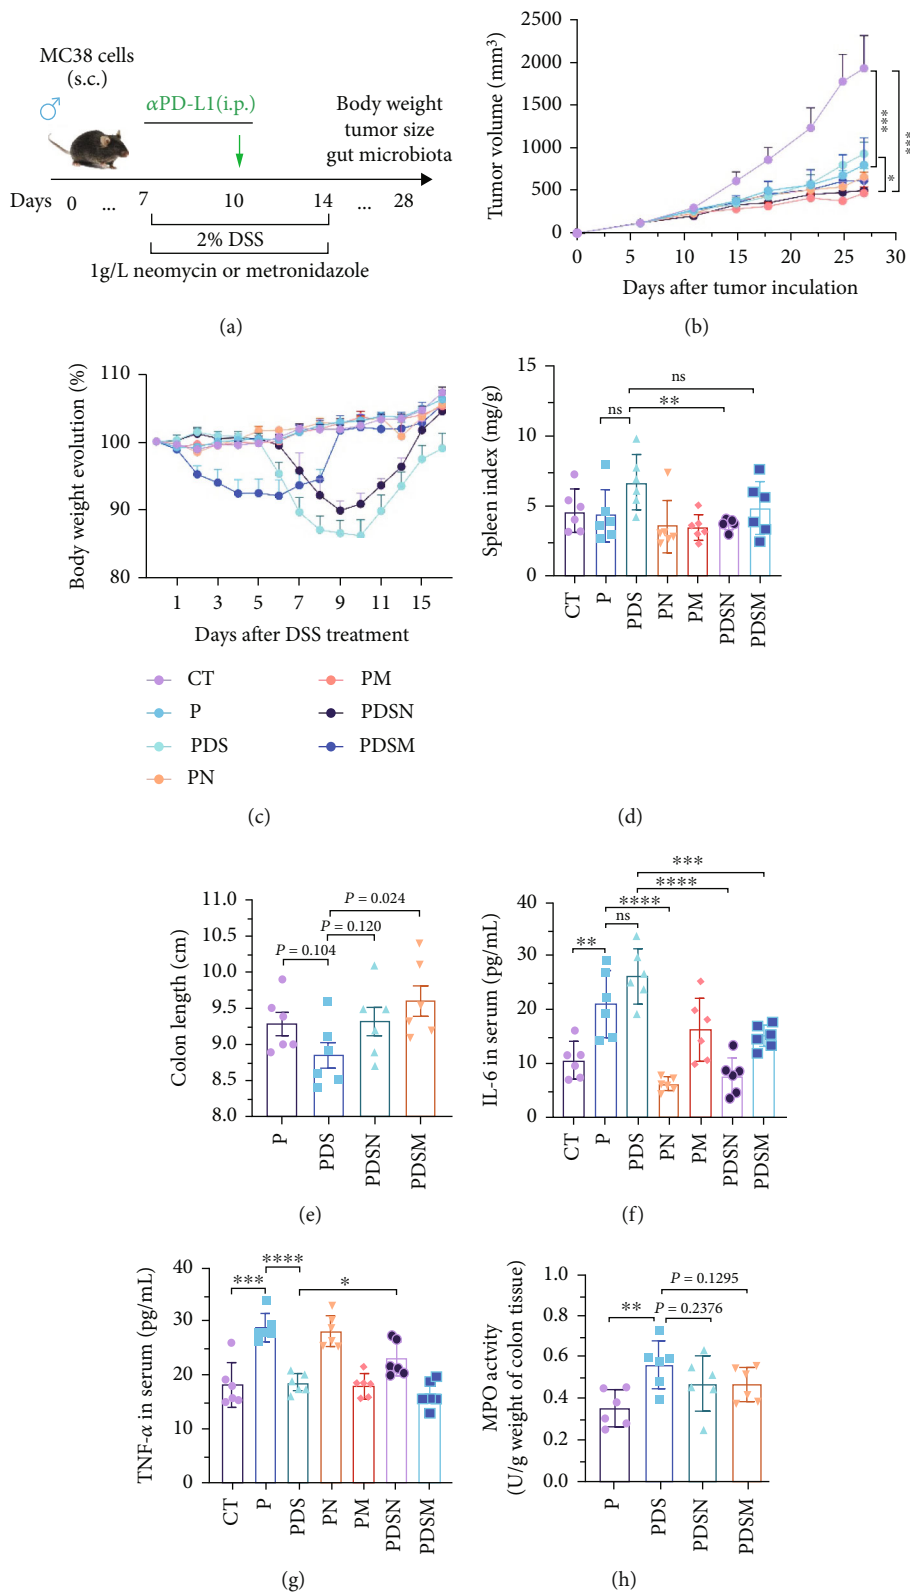 MC38 cells
(s.c.)
♂
αPD-L1(i.p.)
Body weight
tumor size
gut microbiota
Days 0 ... 7 10 14 ... 28
2% DSS
1g/L neomycin or metronidazole
(a)
Tumor volume (mm³)
2500
2000
1500
1000
500
0
0 5 10 15 20 25 30
Days after tumor inculation
***
*
***
(b)
Body weight evolution (%)
110
100
90
80
1 3 5 7 9 11 15
Days after DSS treatment
CT
P
PDS
PN
PM
PDSN
PDSM
(c)
Spleen index (mg/g)
15
10
5
0
ns
ns
**
CT P PDS PN PM PDSN PDSM
(d)
Colon length (cm)
11.0
10.5
10.0
9.5
9.0
8.5
8.0
P = 0.024
P = 0.120
P = 0.104
P PDS PDSN PDSM
(e)
IL-6 in serum (pg/mL)
40
30
20
10
0
***
****
****
ns
**
CT P PDS PN PM PDSN PDSM
(f)
TNF-α in serum (pg/mL)
40
30
20
10
0
***
****
*
CT P PDS PN PM PDSN PDSM
(g)
MPO actvity
(U/g weight of colon tissue)
1.0
0.8
0.6
0.4
0.2
0.0
P = 0.1295
** P = 0.2376
P PDS PDSN PDSM
(h)